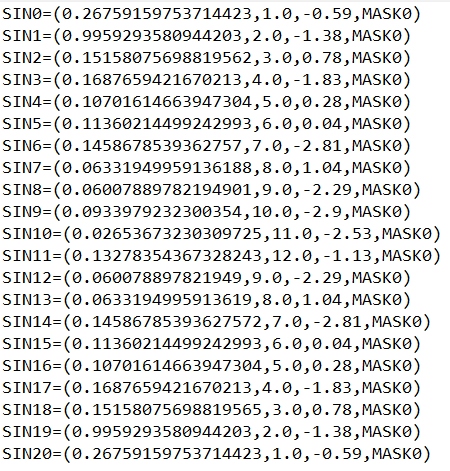 SIN0=(0.26759159753714423,1.0,-0.59,MASK0)
SIN1=(0.9959293580944203,2.0,-1.38,MASK0)
SIN2=(0.15158075698819562,3.0,0.78,MASK0)
SIN3=(0.1687659421670213,4.0,-1.83,MASK0)
SIN4=(0.10701614663947304,5.0,0.28,MASK0)
SIN5=(0.11360214499242993,6.0,0.04,MASK0)
SIN6=(0.1458678539362757,7.0,-2.81,MASK0)
SIN7=(0.06331949959136188,8.0,1.04,MASK0)
SIN8=(0.06007889782194901,9.0,-2.29,MASK0)
SIN9=(0.0933979232300354,10.0,-2.9,MASK0)
SIN10=(0.02653673230309725,11.0,-2.53,MASK0)
SIN11=(0.13278354367328243,12.0,-1.13,MASK0)
SIN12=(0.060078897821949,9.0,-2.29,MASK0)
SIN13=(0.0633194995913619,8.0,1.04,MASK0)
SIN14=(0.14586785393627572,7.0,-2.81,MASK0)
SIN15=(0.11360214499242993,6.0,0.04,MASK0)
SIN16=(0.10701614663947304,5.0,0.28,MASK0)
SIN17=(0.1687659421670213,4.0,-1.83,MASK0)
SIN18=(0.15158075698819565,3.0,0.78,MASK0)
SIN19=(0.9959293580944203,2.0,-1.38,MASK0)
SIN20=(0.26759159753714423,1.0,-0.59,MASK0)